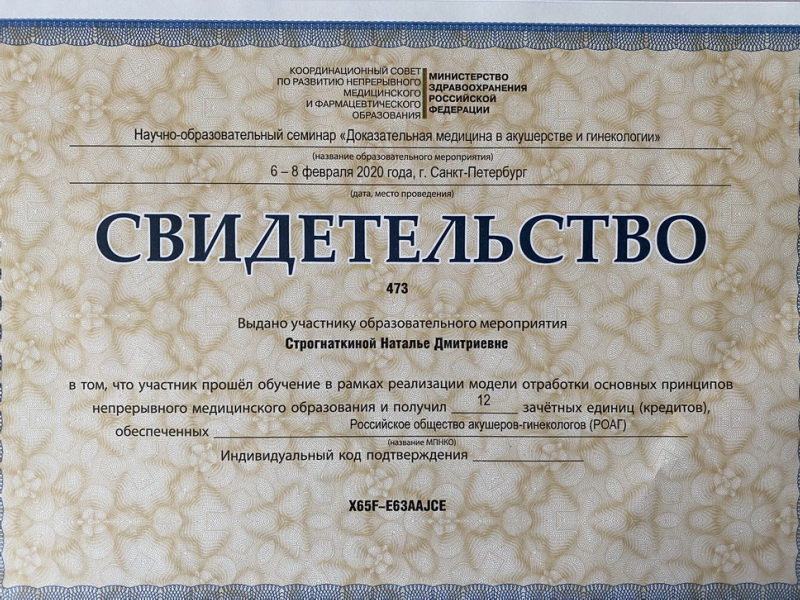 КООРДИНАЦИОННЫЙ СОВЕТ
ПО РАЗВИТИЮ НЕПРЕРЫВНОГО
МЕДИЦИНСКОГО
И ФАРМАЦЕВТИЧЕСКОГО
ОБРАЗОВАНИЯ
МИНИСТЕРСТВО
ЗДРАВООХРАНЕНИЯ
РОССИЙСКОЙ
ФЕДЕРАЦИИ
Научно-образовательный семинар «Доказательная медицина в акушерстве и гинекологии»
(название образовательного мероприятия)
6 – 8 февраля 2020 года, г. Санкт-Петербург
(дата, место проведения)
СВИДЕТЕЛЬСТВО
473
Выдано участнику образовательного мероприятия
Строгнаткиной Наталье Дмитриевне
в том, что участник прошёл обучение в рамках реализации модели отработки основных принципов
непрерывного медицинского образования и получил 12 зачётных единиц (кредитов),
обеспеченных Российское общество акушеров-гинекологов (РОАГ)
(название МПНКО)
Индивидуальный код подтверждения
X65F–E63AAJCE